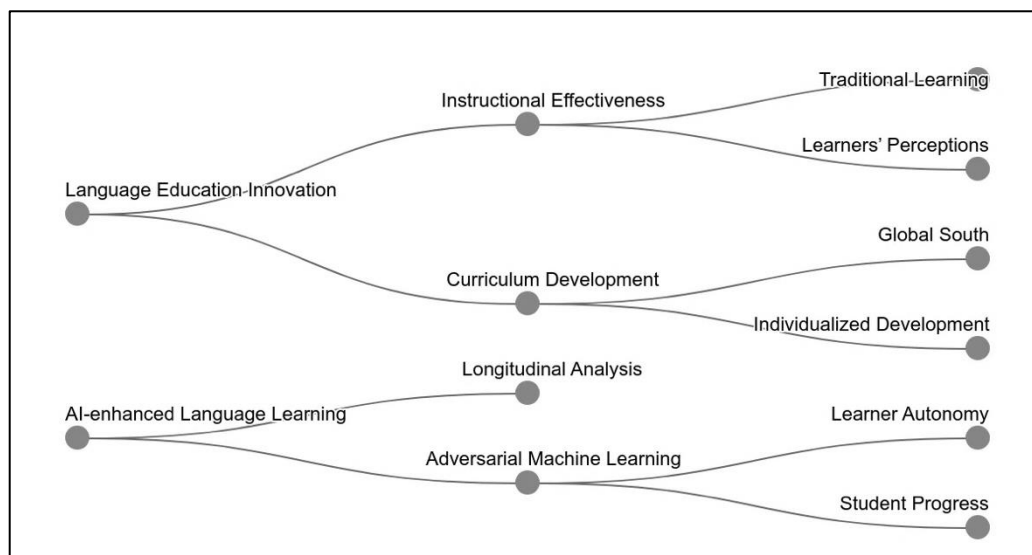 Traditional Learning
Instructional Effectiveness
Learners’ Perceptions
Language Education Innovation
Global South
Curriculum Development
Individualized Development
Longitudinal Analysis
AI-enhanced Language Learning
Learner Autonomy
Adversarial Machine Learning
Student Progress